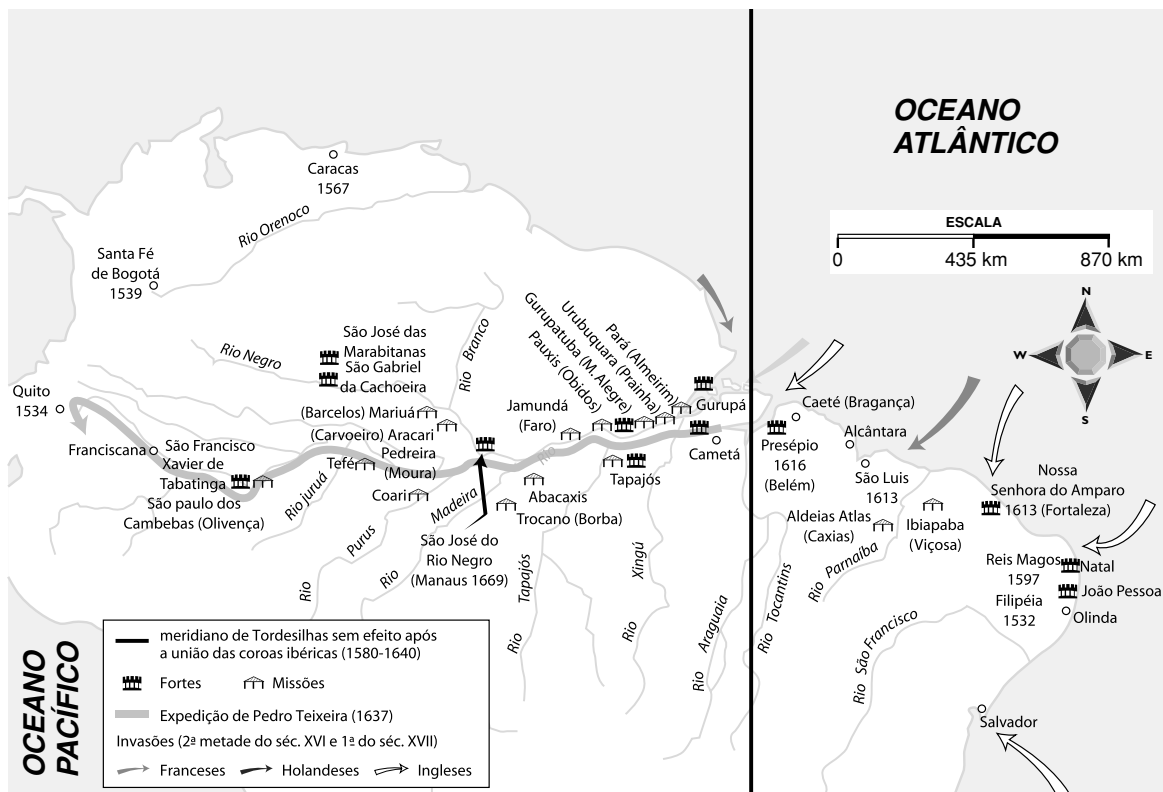 OCEANO
ATLÂNTICO
ESCALA
0 435 km 870 km
N
W E
S
Caracas
1567
Rio Orenoco
Santa Fé
de Bogotá
1539
São José das
Marabitanas
São Gabriel
da Cachoeira
Rio Negro
Rio Branco
Quito
1534
Franciscana
São Francisco
Xavier de
Tabatinga
São paulo dos
Cambebas (Olivença)
(Barcelos) Mariuá
(Carvoeiro) Aracari
Pedreira
(Moura)
Tefé
Coari
Rio juruá
Rio Purus
Rio Madeira
São José do
Rio Negro
(Manaus 1669)
Jamundá
(Faro)
Pauxis (Obidos)
Gurupatuba (M. Alegre)
Urubuquara (Prainha)
Pará (Almeirim)
Gurupá
Cametá
Rio
Tapajós
Abacaxis
Trocano (Borba)
Rio Tapajós
Rio Xingú
Rio Araguaia
Rio Tocantins
Presépio
1616
(Belém)
Caeté (Bragança)
Alcântara
São Luis
1613
Aldeias Atlas
(Caxias)
Rio Parnaíba
Ibiapaba
(Viçosa)
Nossa
Senhora do Amparo
1613 (Fortaleza)
Reis Magos
1597
Natal
Filipéia
1532
João Pessoa
Olinda
Rio São Francisco
Salvador
OCEANO
PACÍFICO
meridiano de Tordesilhas sem efeito após
a união das coroas ibéricas (1580-1640)
Fortes Missões
Expedição de Pedro Teixeira (1637)
Invasões (2ª metade do séc. XVI e 1ª do séc. XVII)
Franceses Holandeses Ingleses